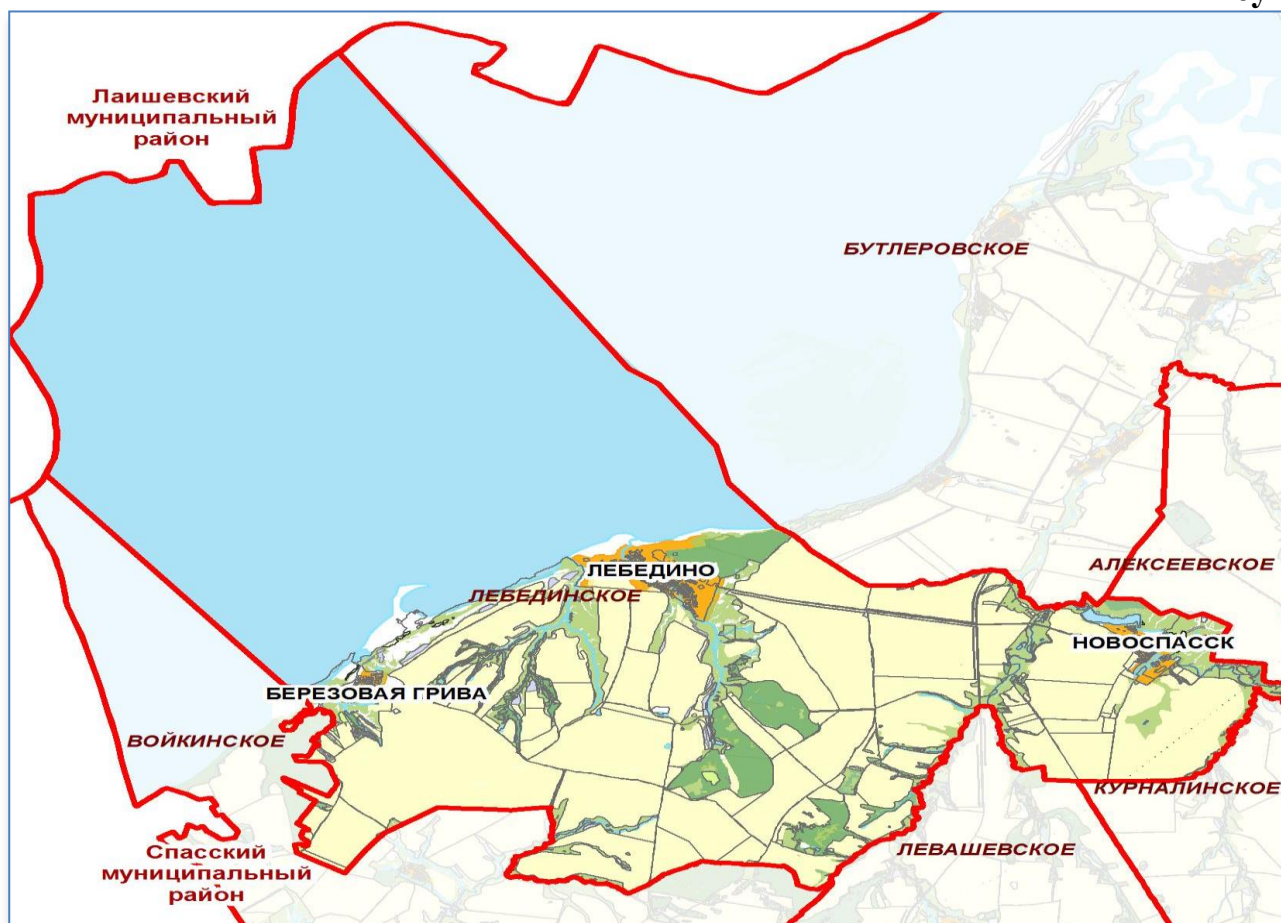 Лаишевский
муниципальный
район
БУТЛЕРОВСКОЕ
АЛЕКСЕЕВСКОЕ
ЛЕБЕДИНО
ЛЕБЕДИНСКОЕ
НОВОСПАССК
БЕРЕЗОВАЯ ГРИВА
ВОЙКИНСКОЕ
КУРНАЛИНСКОЕ
ЛЕВАШЕВСКОЕ
Спасский
муниципальный
район